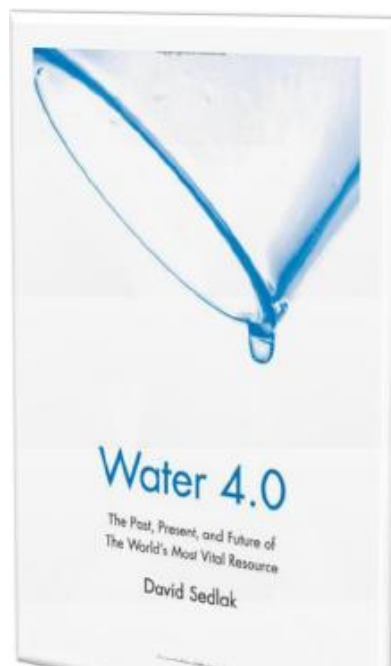 Water 4.0
The Past, Present, and Future of
The World's Most Vital Resource
David Sedlak